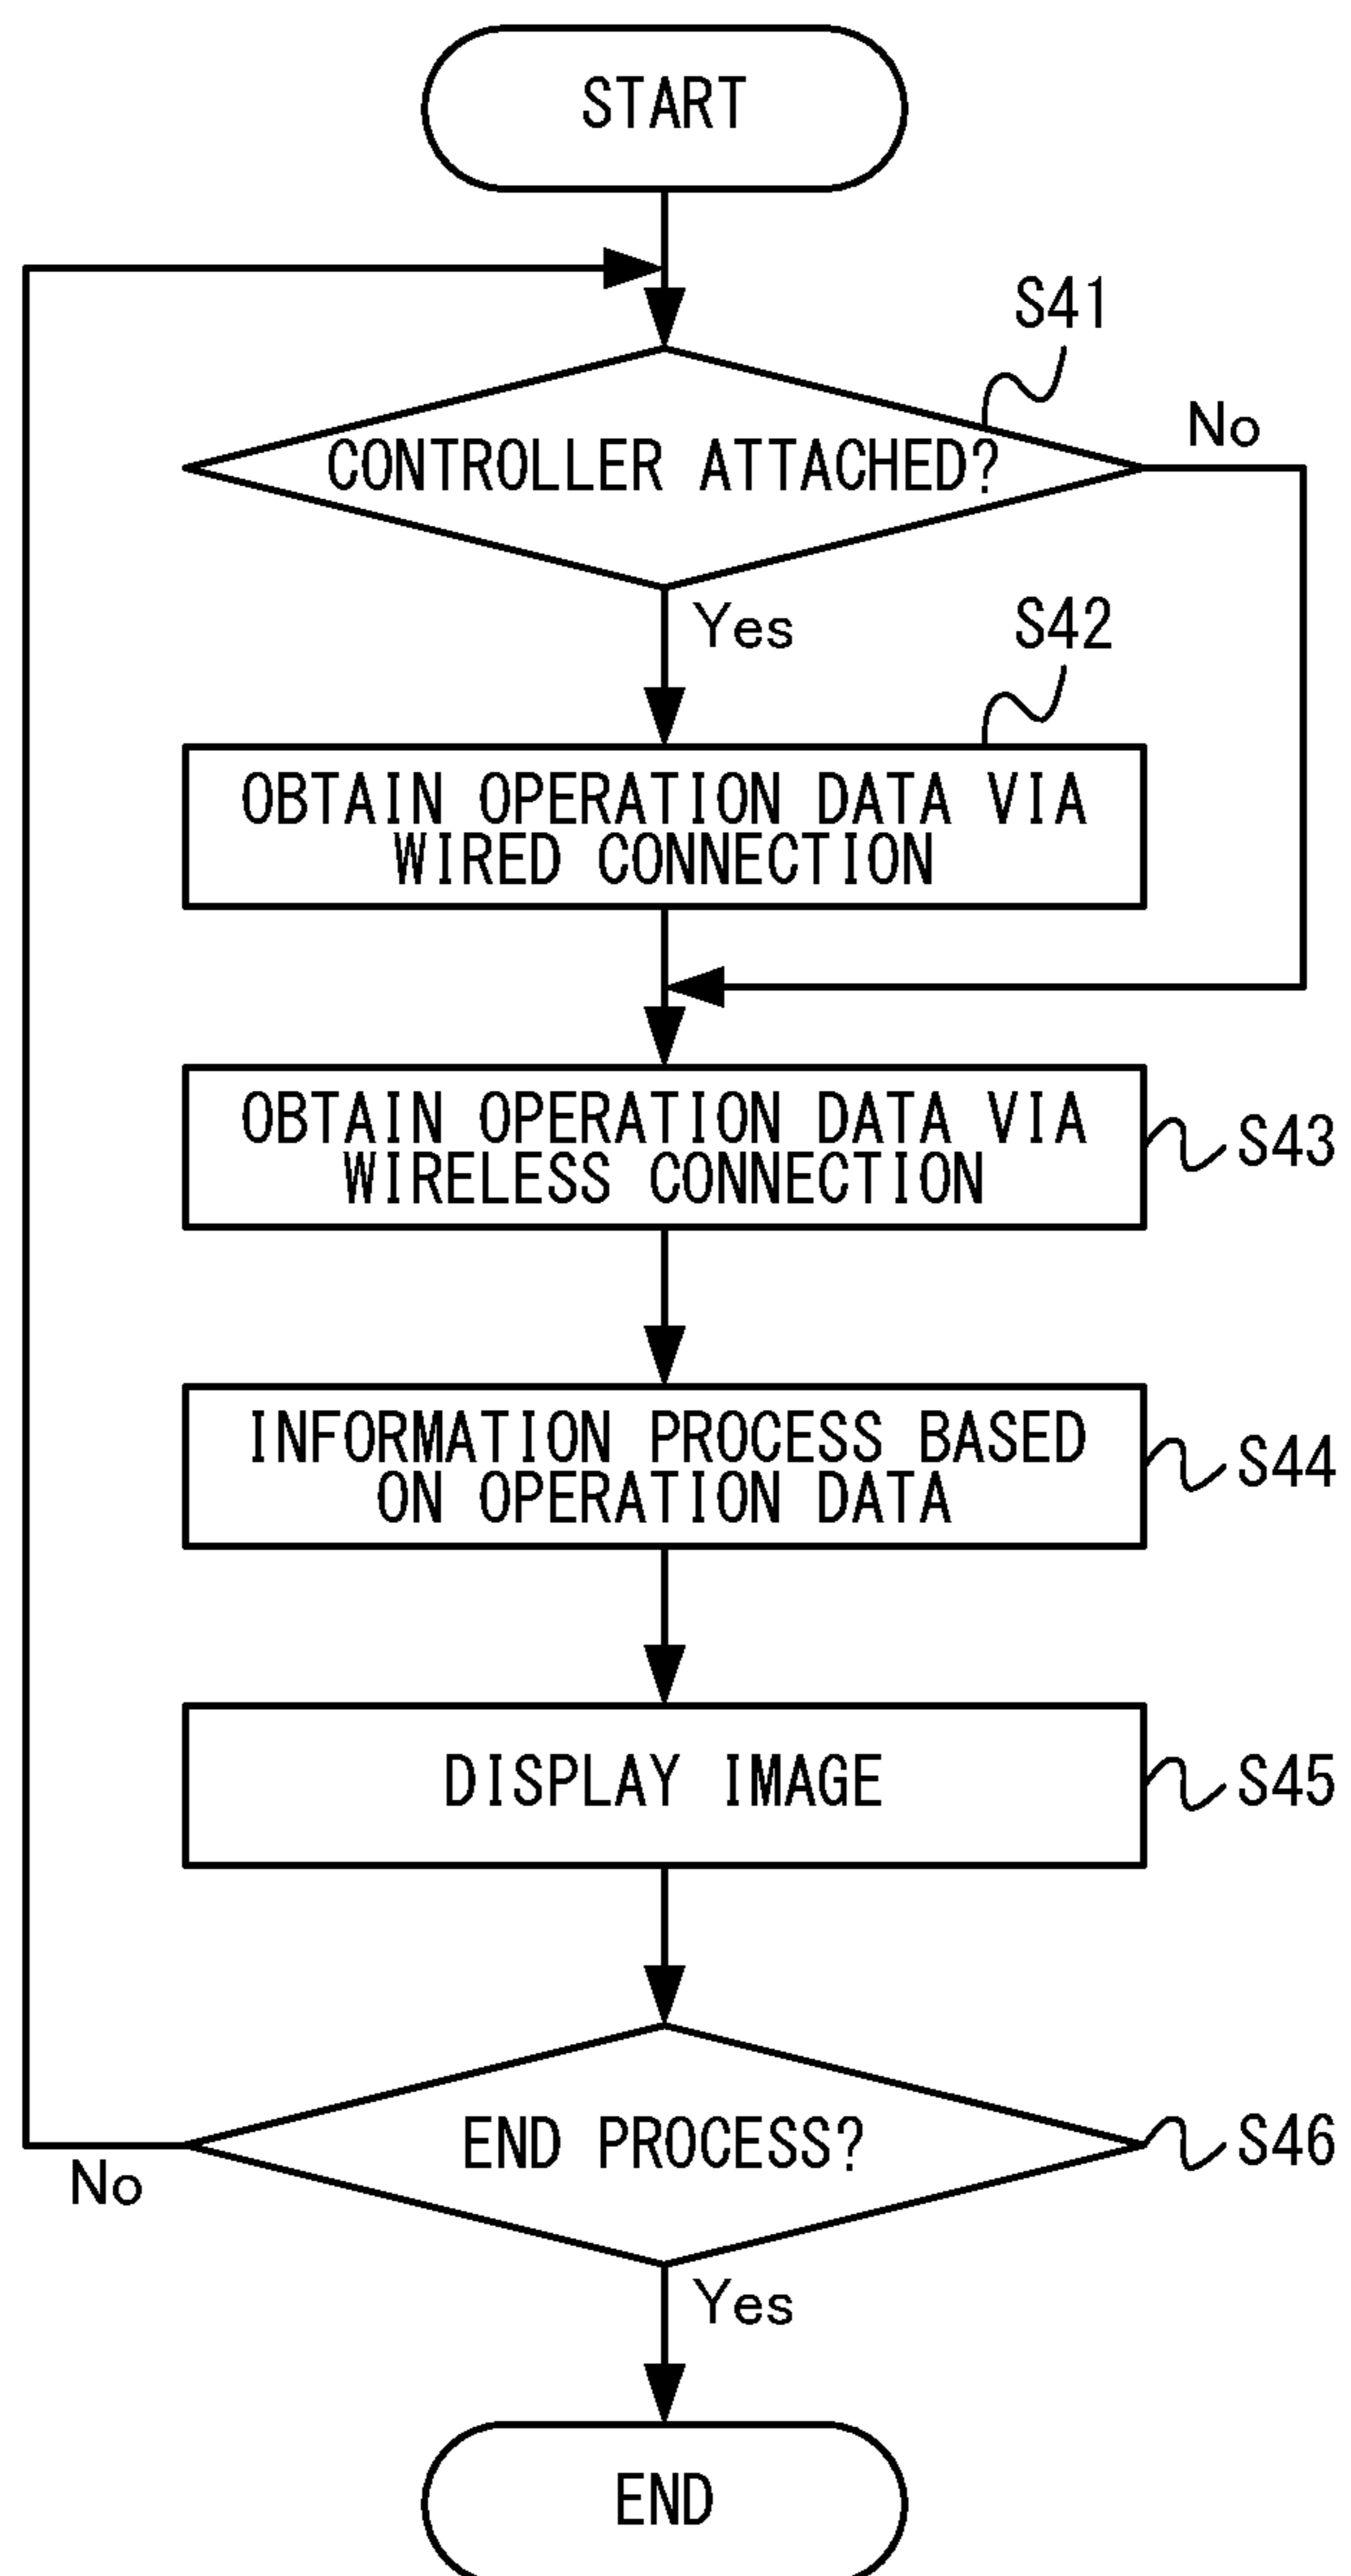 START
S41
CONTROLLER ATTACHED?
No
Yes
S42
OBTAIN OPERATION DATA VIA
WIRED CONNECTION
OBTAIN OPERATION DATA VIA
WIRELESS CONNECTION
S43
INFORMATION PROCESS BASED
ON OPERATION DATA
S44
DISPLAY IMAGE
S45
END PROCESS?
S46
No
Yes
END